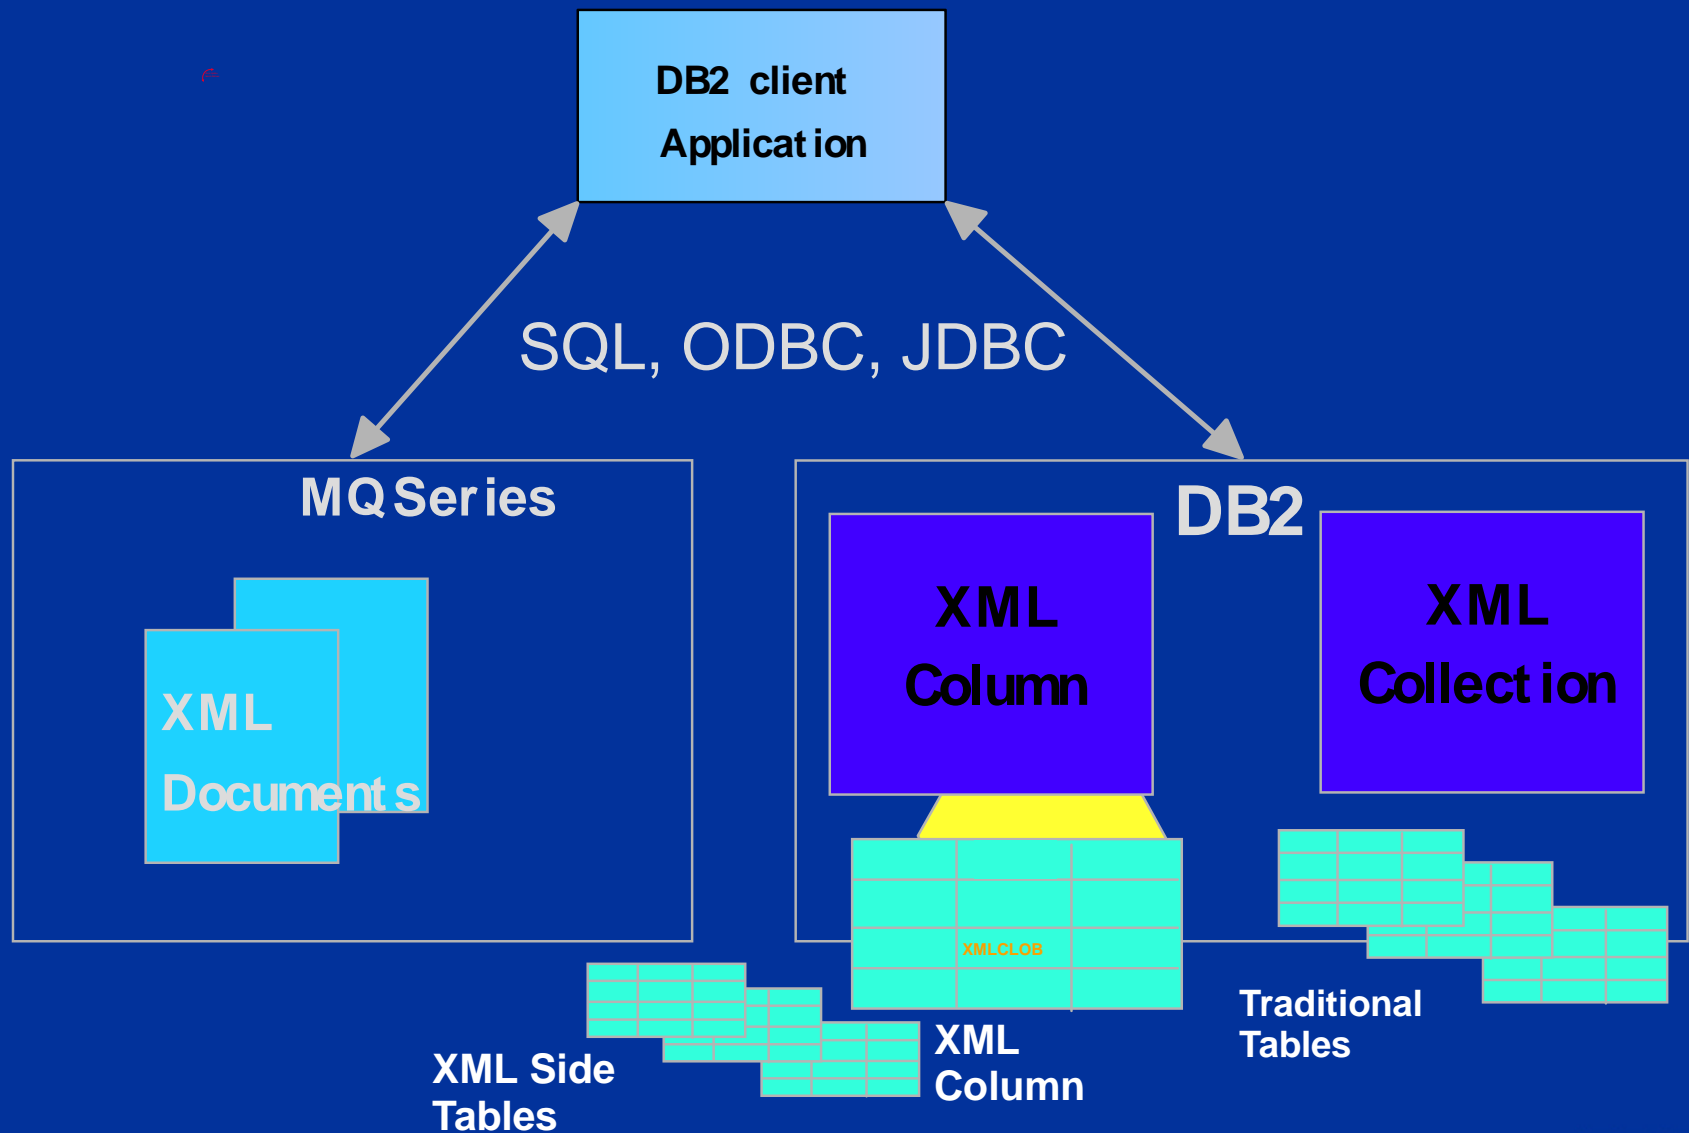 DB2 client
Application
SQL, ODBC, JDBC
MQSeries
XML
Documents
DB2
XML
Column
XML
Collection
XMLCLOB
XML Side
Tables
XML
Column
Traditional
Tables